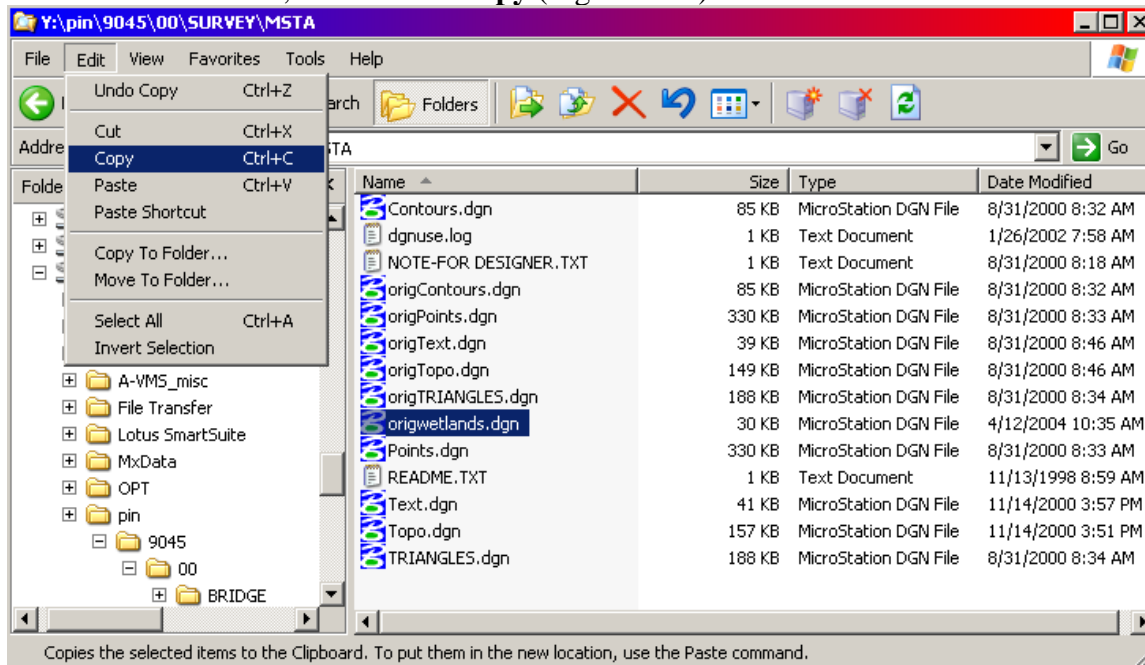 py
Y:\pin\9045\00\SURVEY\MSTA
File Edit View Favorites Tools Help
Undo Copy Ctrl+Z
Folders
Cut Ctrl+X
Addre Go
Copy Ctrl+C
Folde Name Size Type Date Modified
Paste Ctrl+V
Paste Shortcut
Copy To Folder...
Move To Folder...
Select All Ctrl+A
Invert Selection
Contours.dgn 85 KB MicroStation DGN File 8/31/2000 8:32 AM
dgnuse.log 1 KB Text Document 1/26/2002 7:58 AM
NOTE-FOR DESIGNER.TXT 1 KB Text Document 8/31/2000 8:18 AM
origContours.dgn 85 KB MicroStation DGN File 8/31/2000 8:32 AM
origPoints.dgn 330 KB MicroStation DGN File 8/31/2000 8:33 AM
origText.dgn 39 KB MicroStation DGN File 8/31/2000 8:46 AM
origTopo.dgn 149 KB MicroStation DGN File 8/31/2000 8:46 AM
origTRIANGLES.dgn 188 KB MicroStation DGN File 8/31/2000 8:34 AM
origwetlands.dgn 30 KB MicroStation DGN File 4/12/2004 10:35 AM
Points.dgn 330 KB MicroStation DGN File 8/31/2000 8:33 AM
README.TXT 1 KB Text Document 11/13/1998 8:59 AM
Text.dgn 41 KB MicroStation DGN File 11/14/2000 3:57 PM
Topo.dgn 157 KB MicroStation DGN File 11/14/2000 3:51 PM
TRIANGLES.dgn 188 KB MicroStation DGN File 8/31/2000 8:34 AM
A-VMS_misc
File Transfer
Lotus SmartSuite
MxData
OPT
pin
9045
00
BRIDGE
Copies the selected items to the Clipboard. To put them in the new location, use the Paste command.